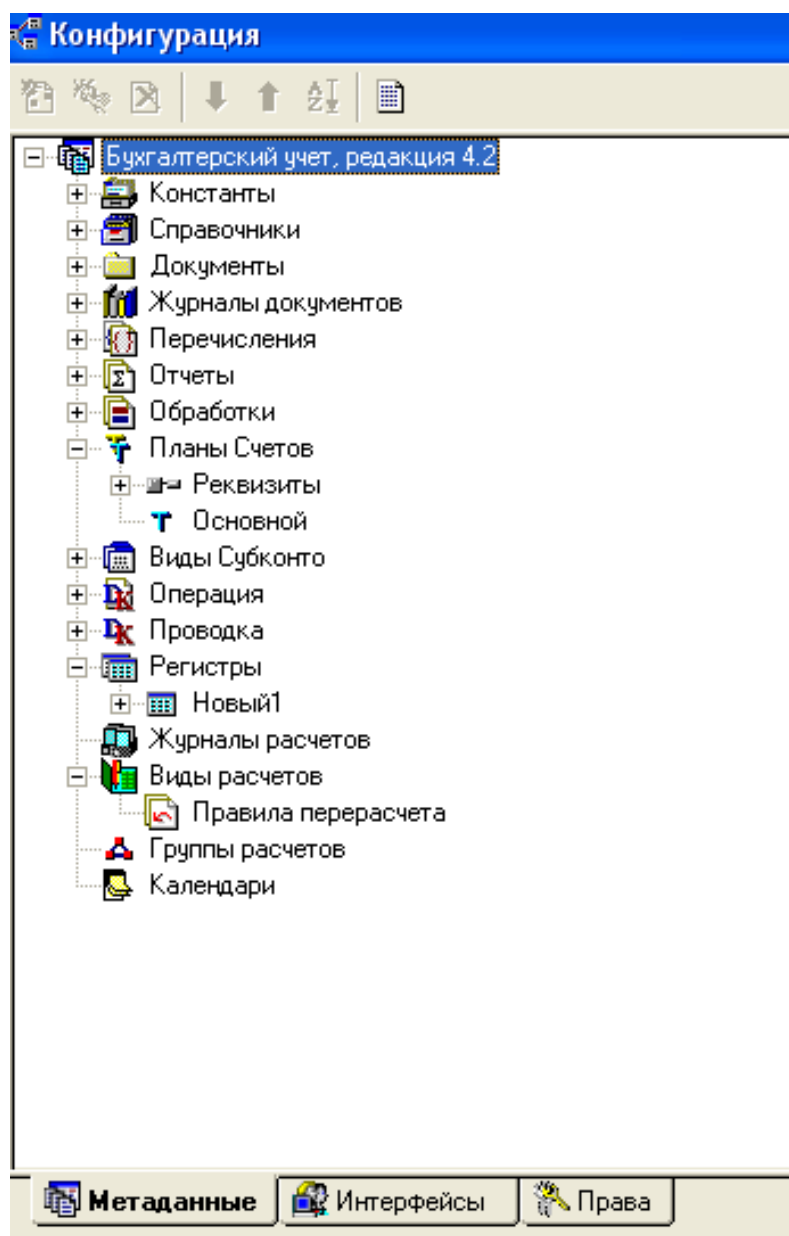 Конфигурация
Бухгалтерский учет, редакция 4.2
Константы
Справочники
Документы
Журналы документов
Перечисления
Отчеты
Обработки
Планы Счетов
Реквизиты
Основной
Виды Субконто
Операция
Проводка
Регистры
Новый1
Журналы расчетов
Виды расчетов
Правила перерасчета
Группы расчетов
Календари
Метаданные Интерфейсы Права